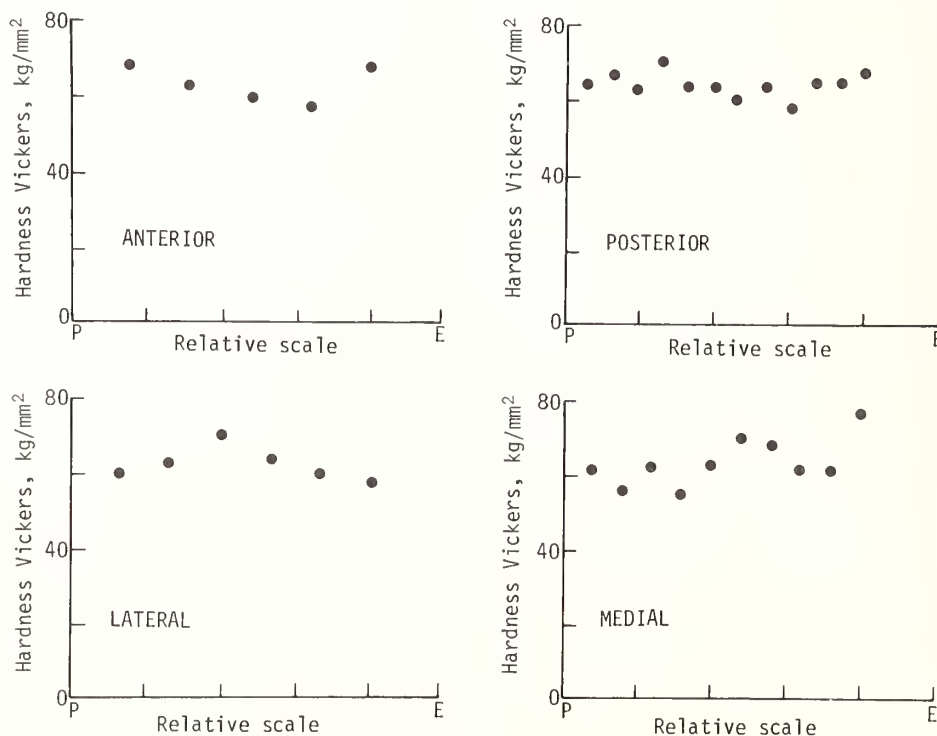 80
40
0
Hardness Vickers, kg/mm²
ANTERIOR
P
E
Relative scale
80
40
0
Hardness Vickers, kg/mm²
POSTERIOR
P
E
Relative scale
80
40
0
Hardness Vickers, kg/mm²
LATERAL
P
E
Relative scale
80
40
0
Hardness Vickers, kg/mm²
MEDIAL
P
E
Relative scale